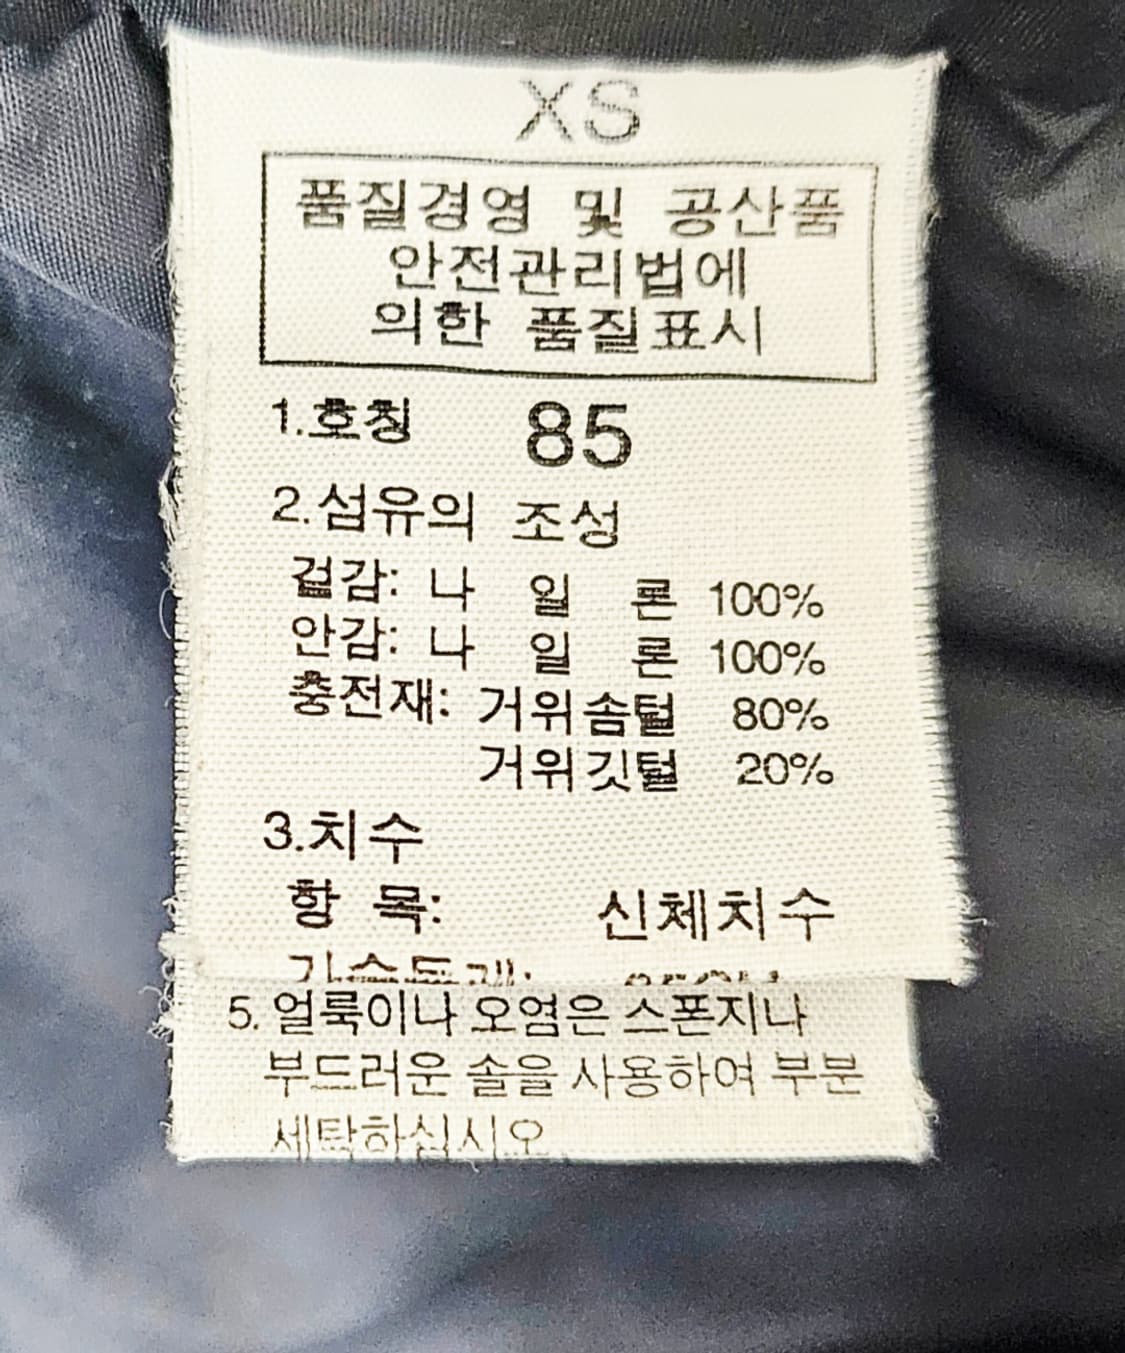 XS
품질경영 및 공산품
안전관리법에
의한 품질표시
1.호칭 85
2.섬유의 조성
겉감: 나 일 론 100%
안감: 나 일 론 100%
충전재: 거위솜털 80%
거위깃털 20%
3.치수
항 목: 신체치수
가슴둘레:
5. 얼룩이나 오염은 스폰지나
부드러운 솔을 사용하여 부분
세탁하십시오